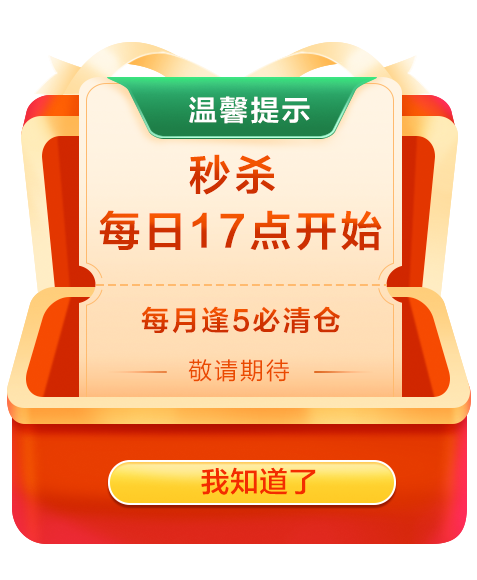 温馨提示
秒杀
每日17点开始
每月逢5必清仓
敬请期待
我知道了